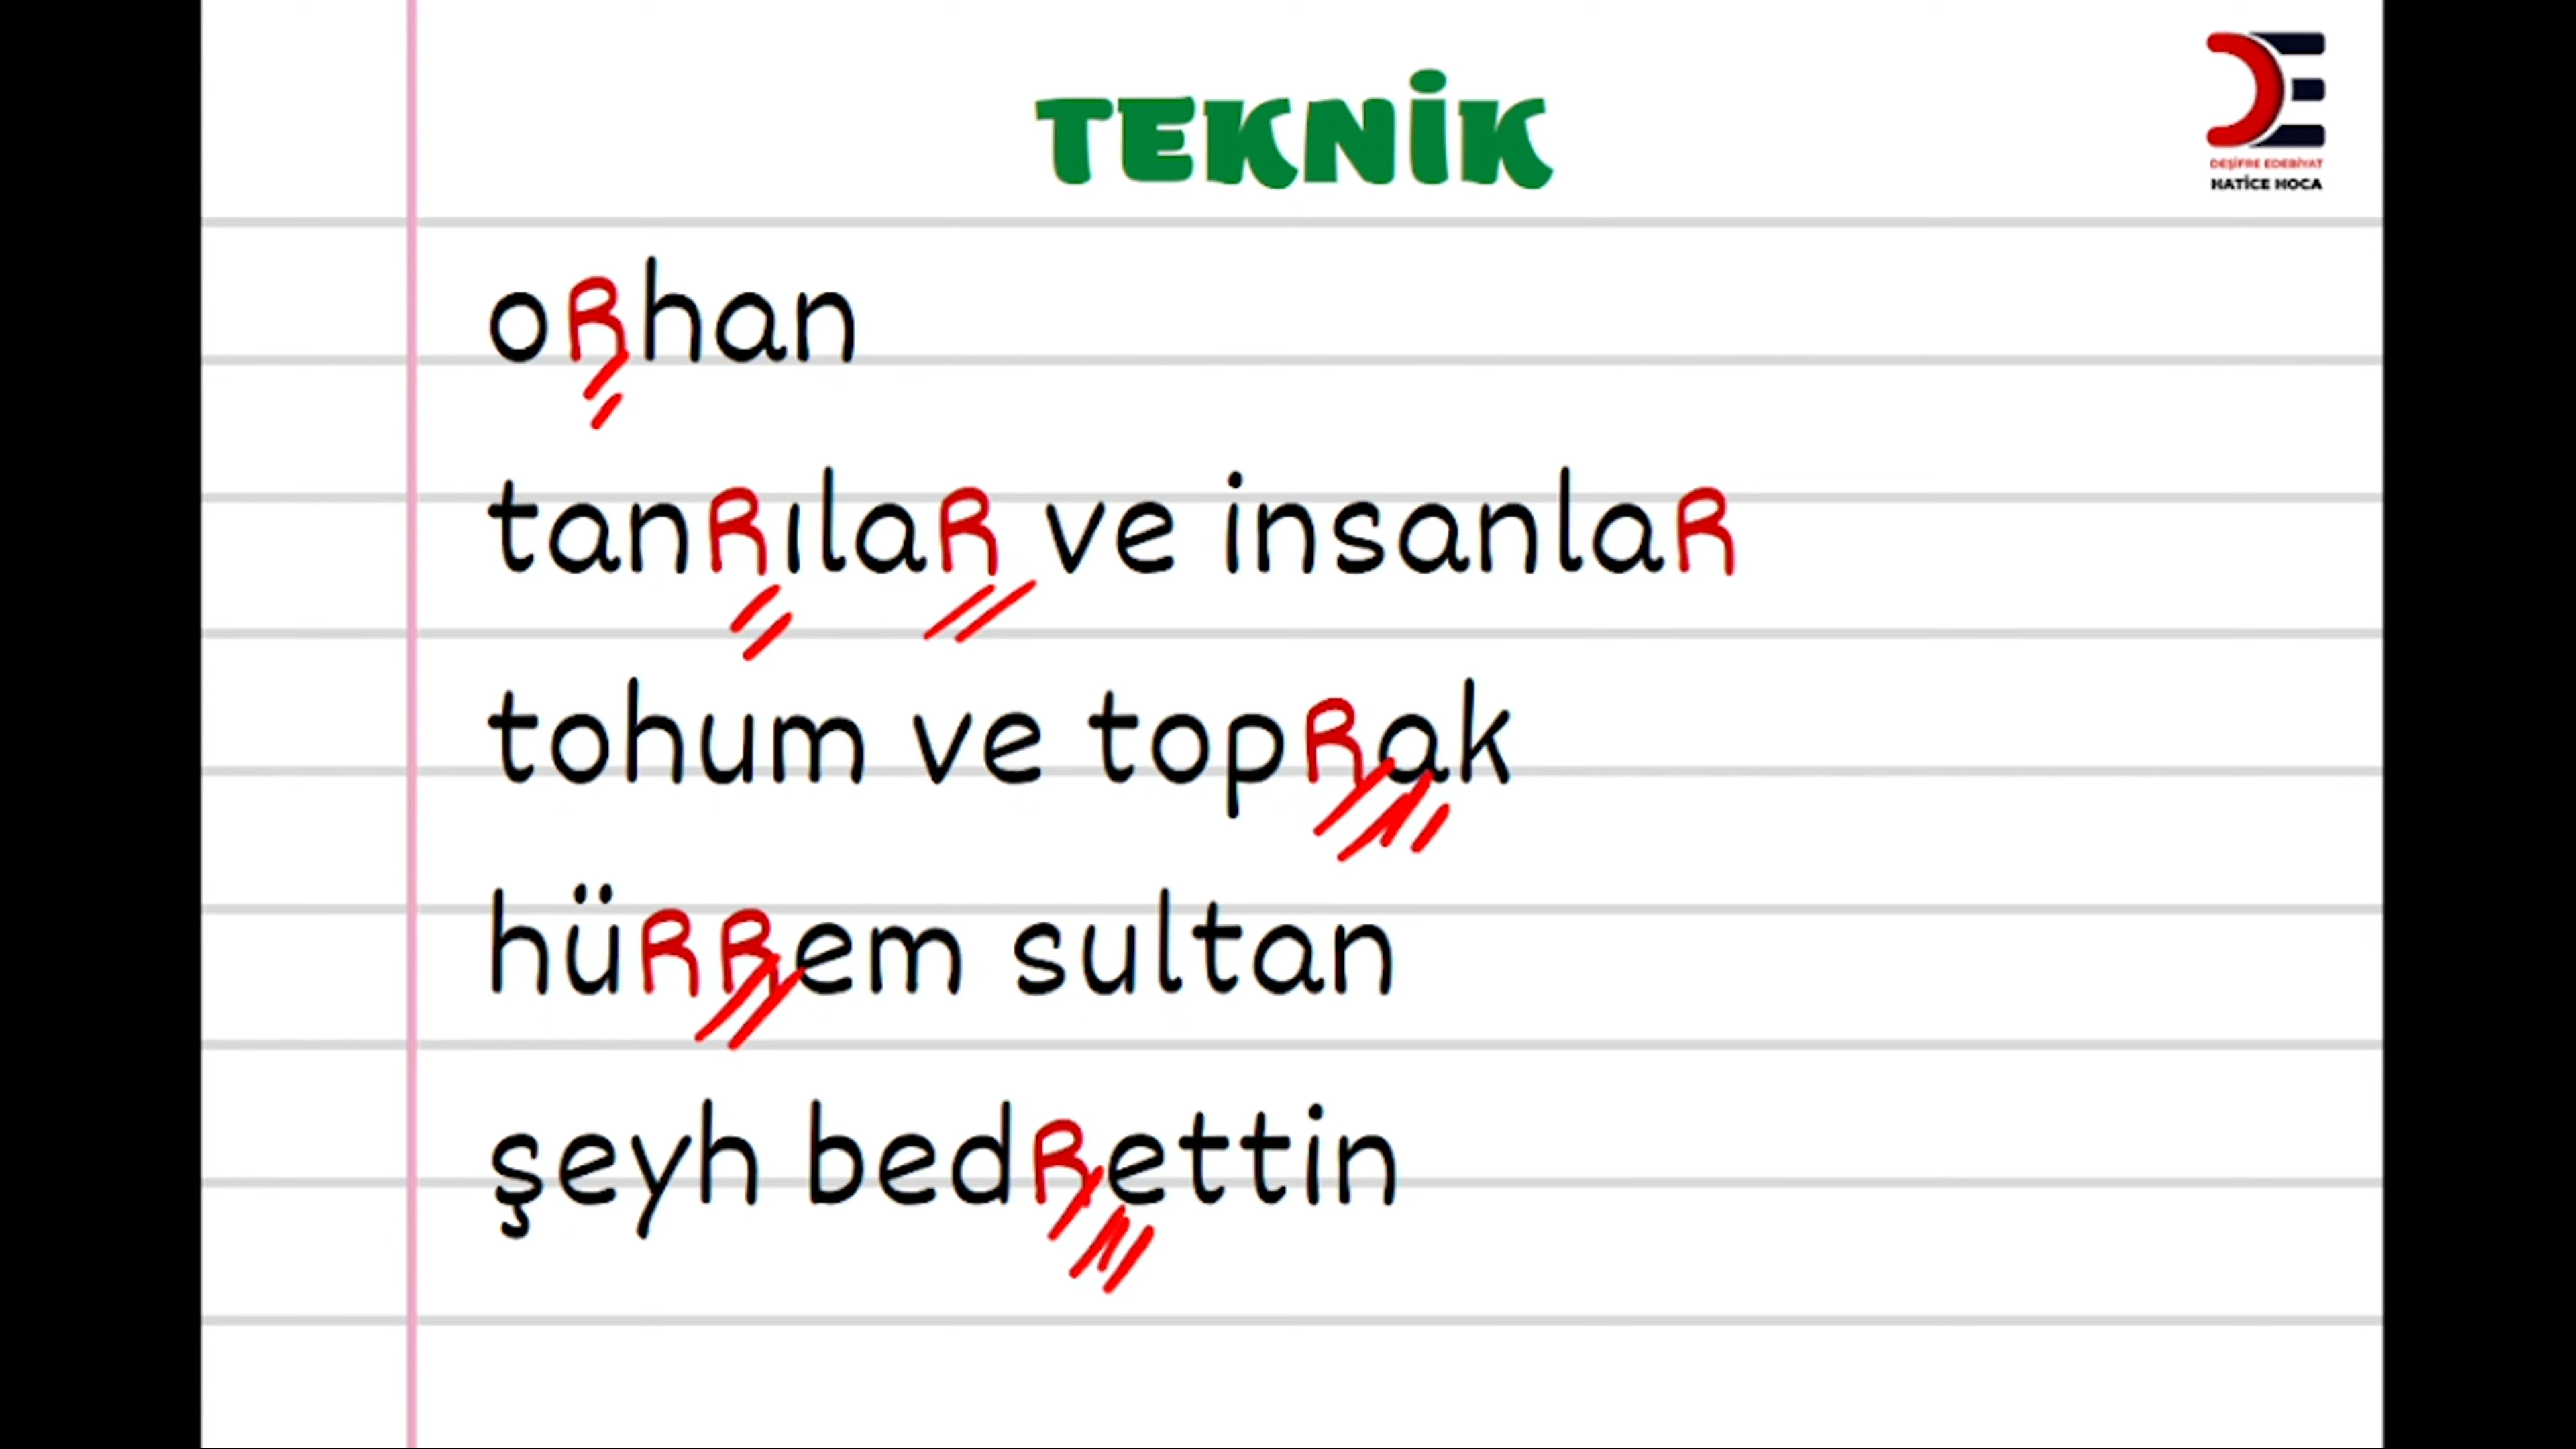 TEKNİK
DEŞİFRE EDEBİYAT
HATİCE HOCA
oRhan
tanRılaR ve insanlaR
tohum ve topRak
hüRRem sultan
şeyh bedRettin